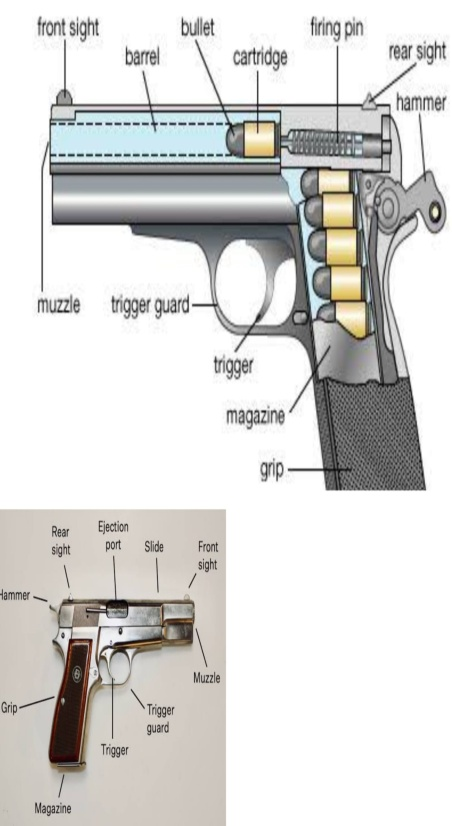 front sight
bullet
firing pin
barrel
cartridge
rear sight
hammer
muzzle
trigger guard
trigger
magazine
grip
Rear
sight
Ejection
port
Slide
Front
sight
Hammer
Muzzle
Grip
Trigger
guard
Trigger
Magazine